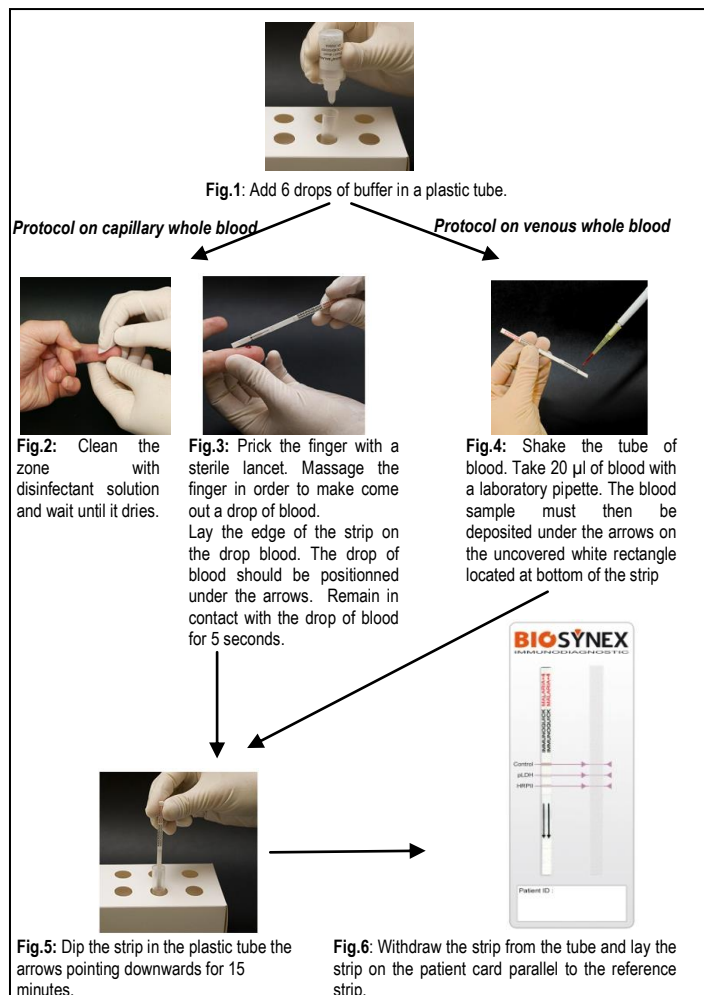 Fig.1: Add 6 drops of buffer in a plastic tube.
Protocol on capillary whole blood
Protocol on venous whole blood
Fig.2: Clean the
zone with
disinfectant solution
and wait until it dries.
Fig.3: Prick the finger with a
sterile lancet. Massage the
finger in order to make come
out a drop of blood.
Lay the edge of the strip on
the drop blood. The drop of
blood should be positionned
under the arrows. Remain in
contact with the drop of blood
for 5 seconds.
Fig.4: Shake the tube of
blood. Take 20 µl of blood with
a laboratory pipette. The blood
sample must then be
deposited under the arrows on
the uncovered white rectangle
located at bottom of the strip
BIOSYNEX
IMMUNODIAGNOSTIC
IMMUNOQUICK MALARIA+4
IMMUNOQUICK MALARIA+4
Control
pLDH
HRPII
Patient ID :
Fig.5: Dip the strip in the plastic tube the
arrows pointing downwards for 15
minutes.
Fig.6: Withdraw the strip from the tube and lay the
strip on the patient card parallel to the reference
strip.